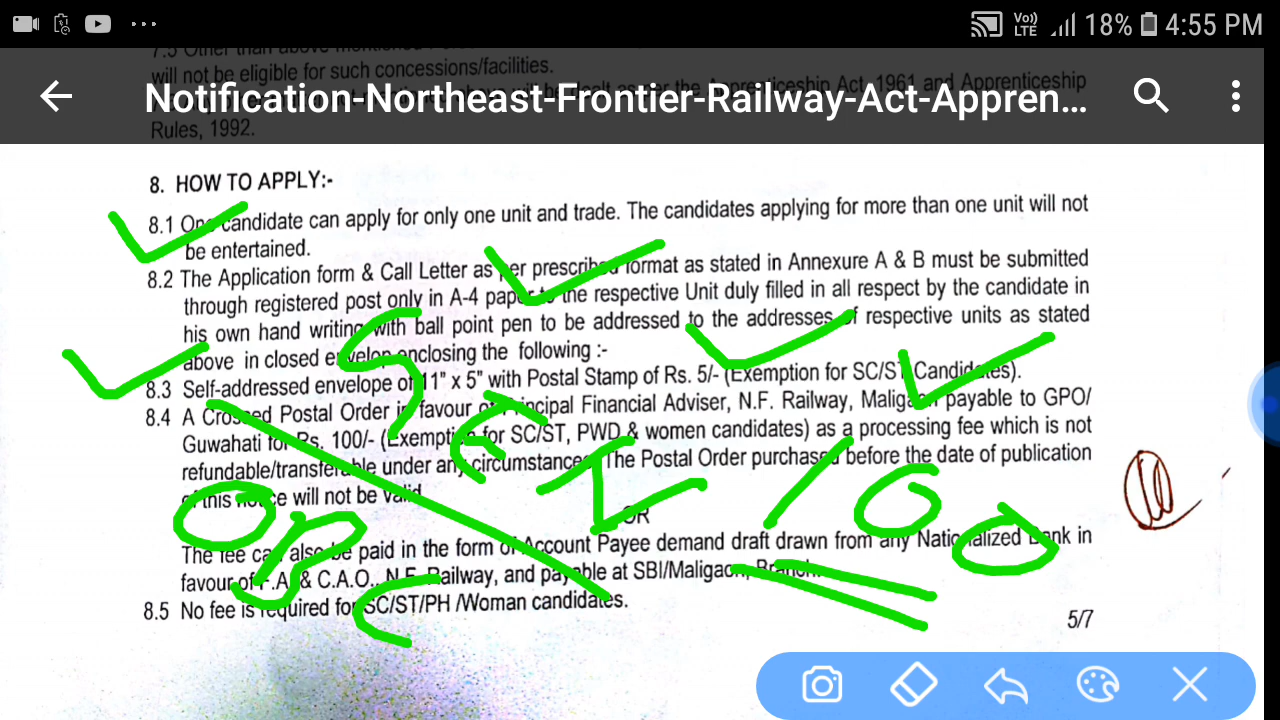 Vo)) LTE 18% 4:55 PM
7.5 Other than above mentioned
will not be eligible for such concessions/facilities.
Notification-Northeast-Frontier-Railway-Act-Appren...
the Apprenticeship Act, 1961 and Apprenticeship
Rules, 1992.
8. HOW TO APPLY:-
8.1 One candidate can apply for only one unit and trade. The candidates applying for more than one unit will not
be entertained.
8.2 The Application form & Call Letter as per prescribed format as stated in Annexure A & B must be submitted
through registered post only in A-4 paper to the respective Unit duly filled in all respect by the candidate in
his own hand writing with ball point pen to be addressed to the addresses of respective units as stated
above in closed envelop enclosing the following :-
8.3 Self-addressed envelope of 11" x 5" with Postal Stamp of Rs. 5/- (Exemption for SC/ST Candidates).
8.4 A Crossed Postal Order in favour of Principal Financial Adviser, N.F. Railway, Maligaon payable to GPO/
Guwahati for Rs. 100/- (Exemption for SC/ST, PWD & women candidates) as a processing fee which is not
refundable/transferable under any circumstances. The Postal Order purchased before the date of publication
of this notice will not be valid.
OR
The fee can also be paid in the form of Account Payee demand draft drawn from any Nationalized Bank in
favour of F.A & C.A.O., N.F. Railway, and payable at SBI/Maligaon, Branch.
8.5 No fee is required for SC/ST/PH /Woman candidates.
5/7